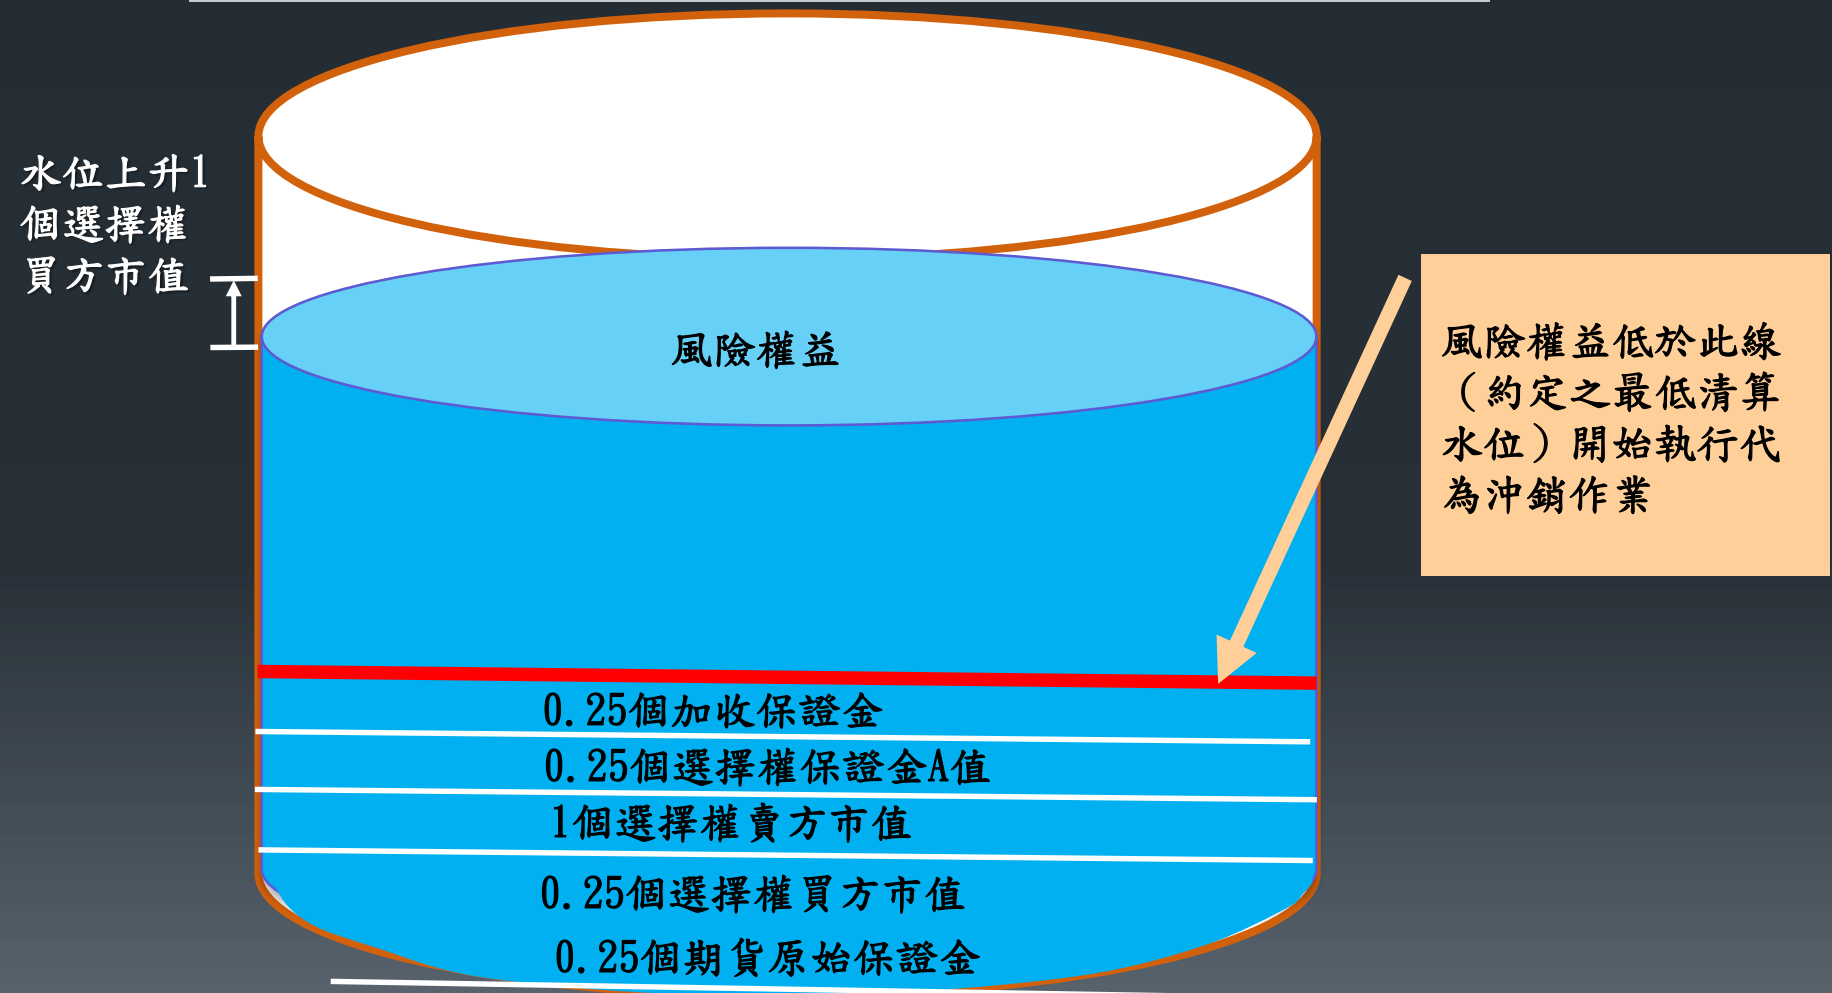 水位上升1
個選擇權
買方市值
風險權益
風險權益低於此線
（約定之最低清算
水位）開始執行代
為沖銷作業
0.25個加收保證金
0.25個選擇權保證金A值
1個選擇權賣方市值
0.25個選擇權買方市值
0.25個期貨原始保證金